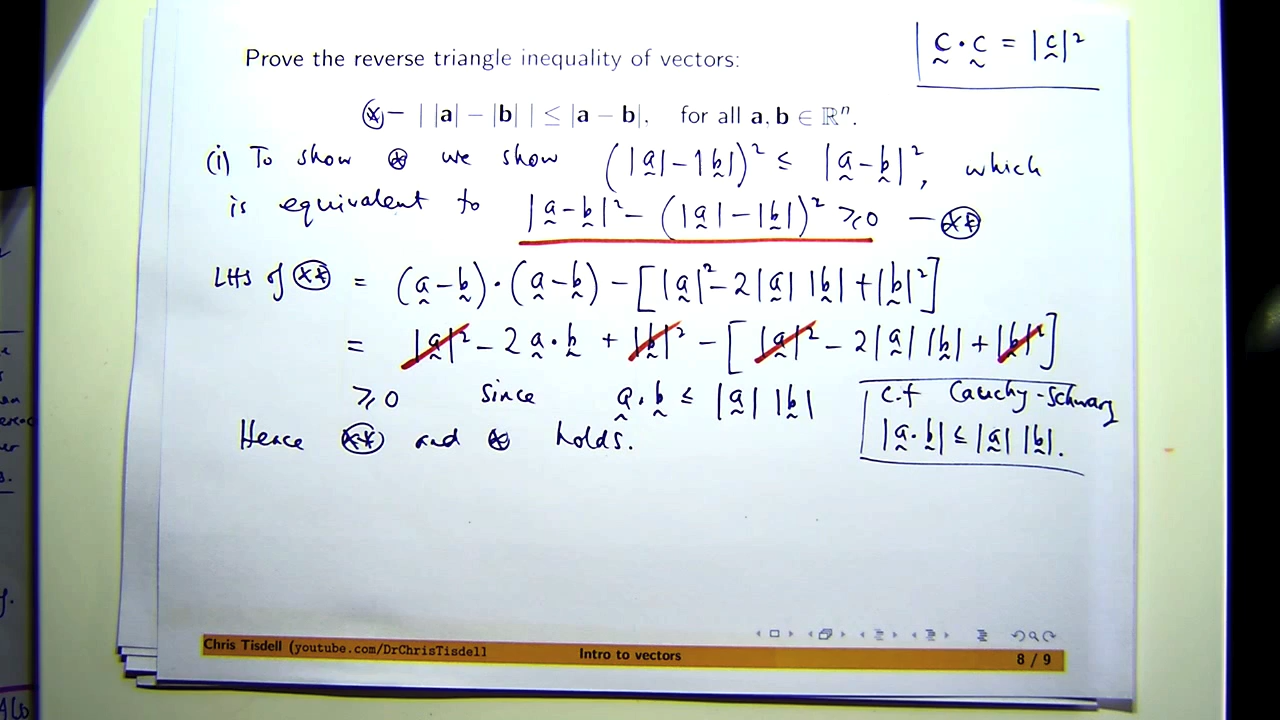 c · c = |c|²
Prove the reverse triangle inequality of vectors:
⊛ – | |a| − |b| | ≤ |a − b|, for all a, b ∈ ℝⁿ.
(i) To show ⊛ we show (|a| − |b|)² ≤ |a − b|², which
is equivalent to |a − b|² − (|a| − |b|)² ≥ 0 — (**)
LHS of (**) = (a − b) · (a − b) − [|a|² − 2|a| |b| + |b|²]
= |a|² − 2 a · b + |b|² − [|a|² − 2|a| |b| + |b|²]
≥ 0 since a · b ≤ |a| |b|
c.f Cauchy-Schwarz
|a · b| ≤ |a| |b|.
Hence (**) and ⊛ holds.
Chris Tisdell (youtube.com/DrChrisTisdell
Intro to vectors
8 / 9